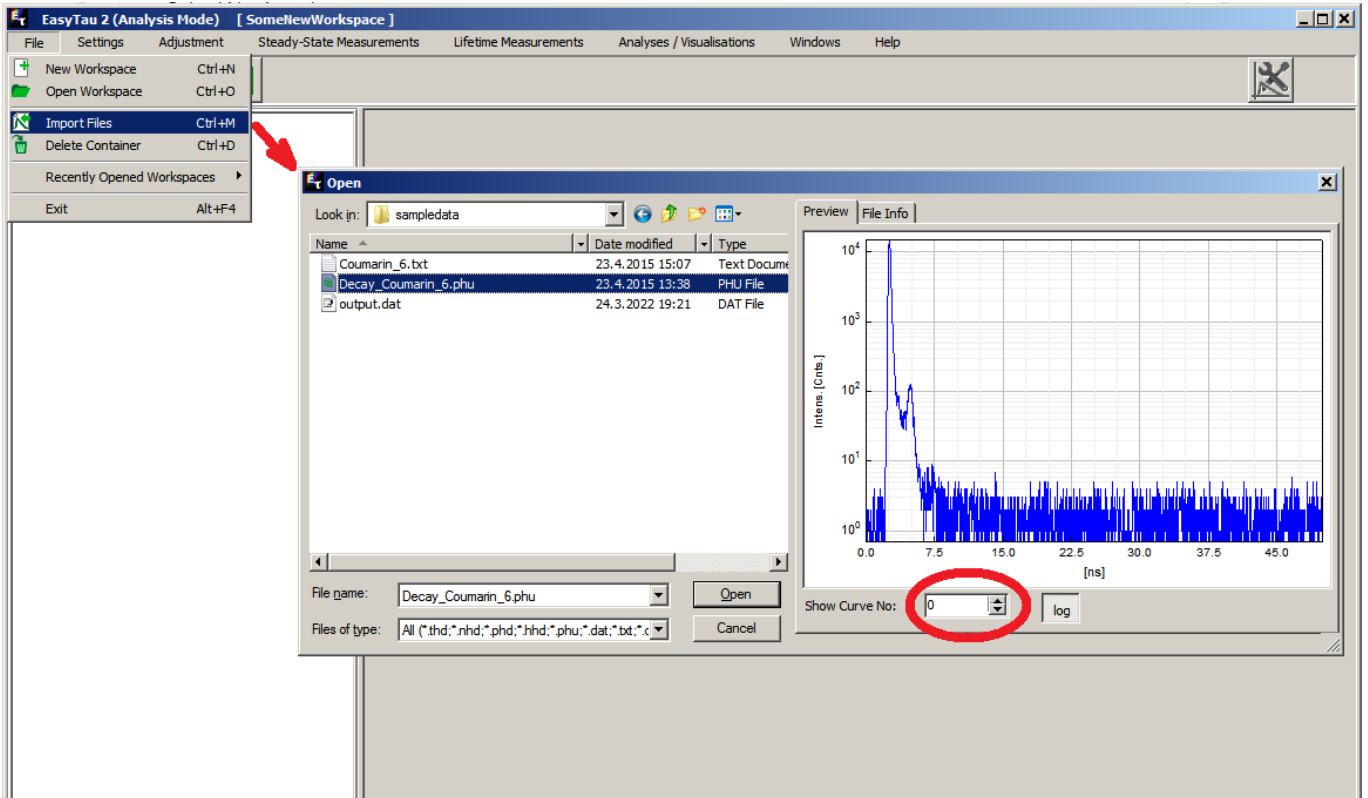 EasyTau 2 (Analysis Mode) [ SomeNewWorkspace ]
File Settings Adjustment Steady-State Measurements Lifetime Measurements Analyses / Visualisations Windows Help
New Workspace Ctrl+N
Open Workspace Ctrl+O
Import Files Ctrl+M
Delete Container Ctrl+D
Recently Opened Workspaces
Exit Alt+F4
Open
Look in: sampledata
Name Date modified Type
Coumarin_6.txt 23.4.2015 15:07 Text Docume
Decay_Coumarin_6.phu 23.4.2015 13:38 PHU File
output.dat 24.3.2022 19:21 DAT File
File name: Decay_Coumarin_6.phu Open
Files of type: All (*.thd;*.nhd;*.phd;*.hhd;*.phu;*.dat;*.txt;*.c Cancel
Preview File Info
Intens. [Cnts.]
10⁴
10³
10²
10¹
10⁰
0.0 7.5 15.0 22.5 30.0 37.5 45.0
[ns]
Show Curve No: 0 log